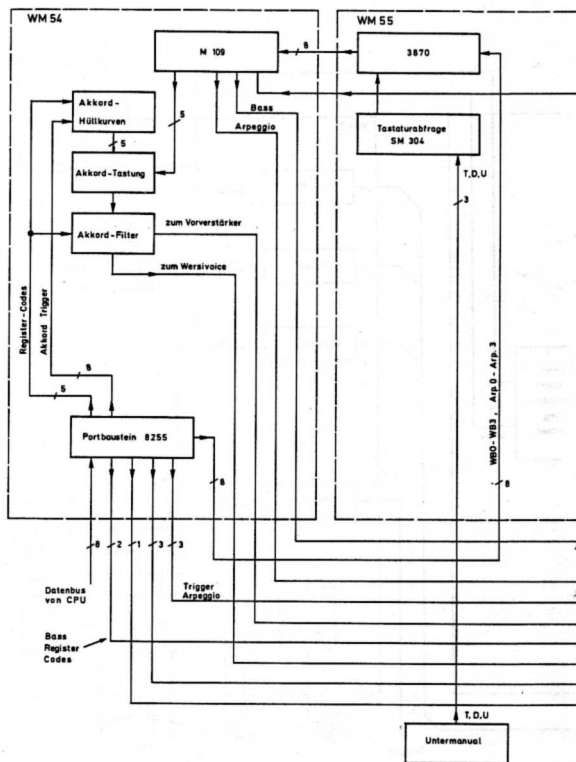 WM 54
WM 55
M 109
8
3870
Akkord-
Hüllkurven
5
5
Bass
Arpeggio
Tastaturabfrage
SM 304
Akkord-Tastung
T,D,U
3
Akkord-Filter
zum Vorverstärker
zum Wersivoice
Register-Codes
Akkord Trigger
WB0-WB3, Arp.0-Arp.3
8
5
Portbaustein 8255
8
8
8
2
1
3
3
Datenbus
von CPU
Trigger
Arpeggio
Bass
Register
Codes
T,D,U
Untermanual